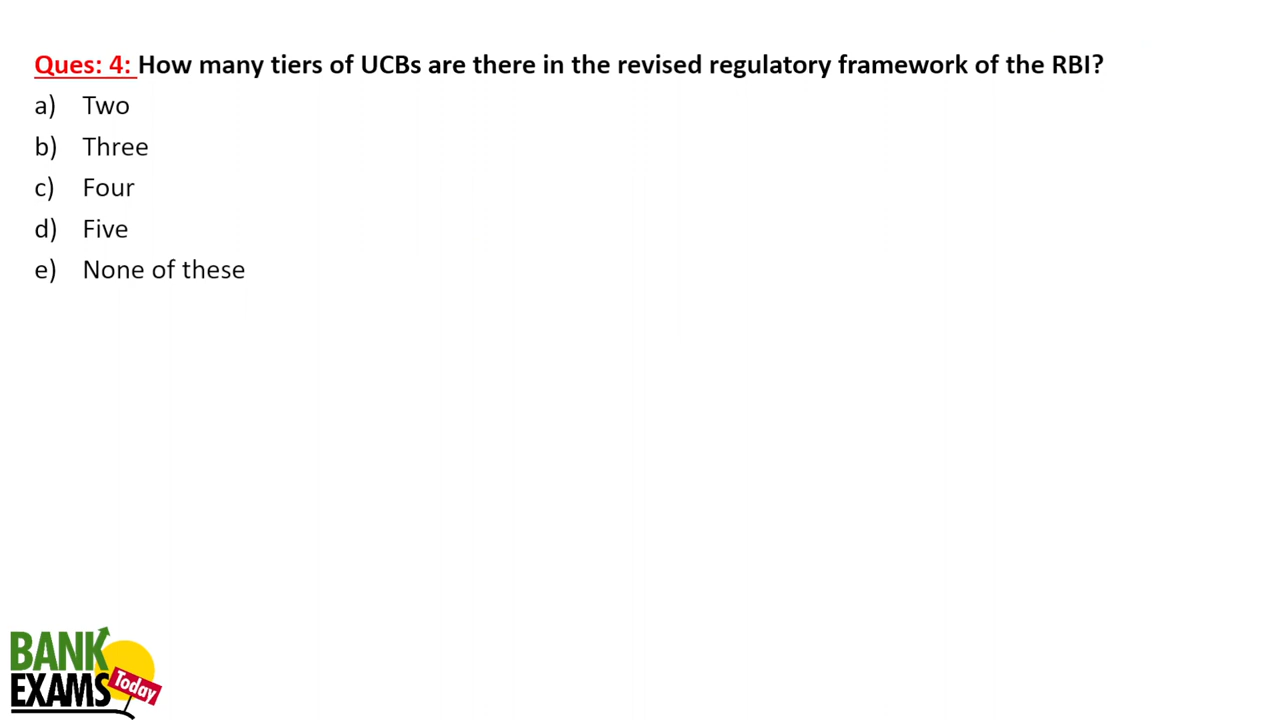 Ques: 4: How many tiers of UCBs are there in the revised regulatory framework of the RBI?
a) Two
b) Three
c) Four
d) Five
e) None of these
BANK
EXAMS
Today